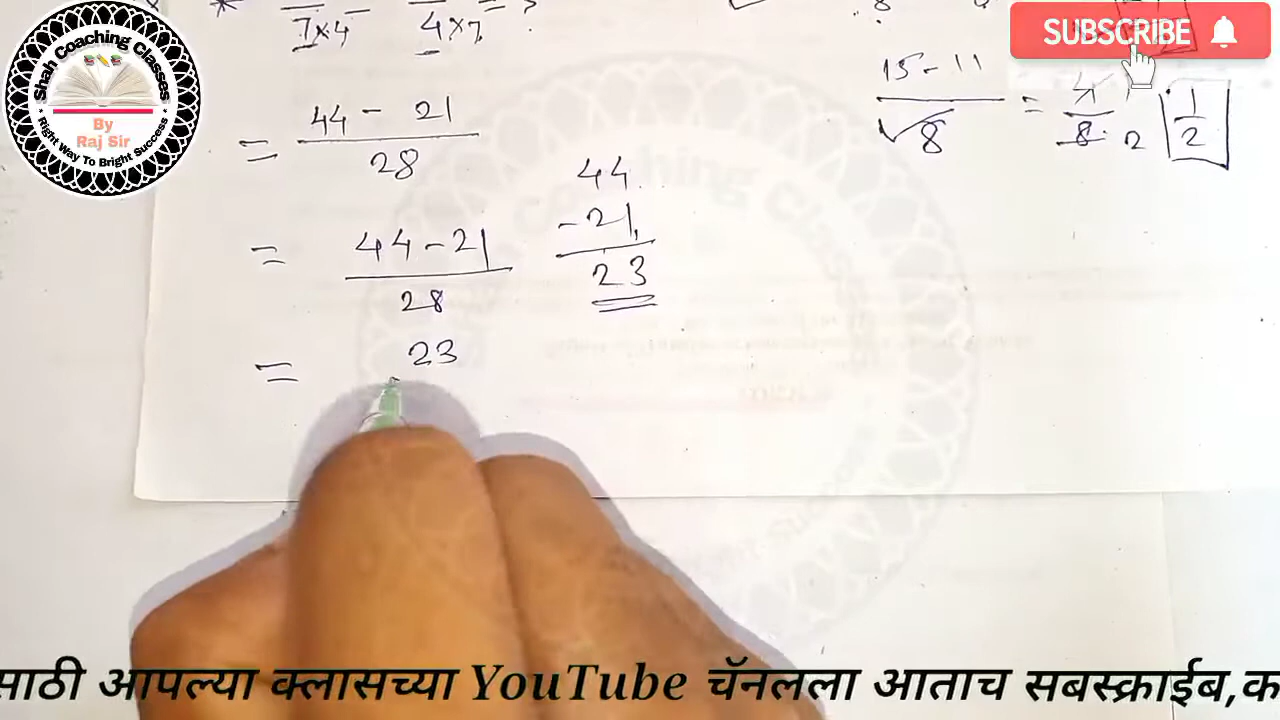 Shah Coaching Classes
By
Raj Sir
* Right Way To Bright Success *
SUBSCRIBE
7×4 - 4×7 = ?
= 44 - 21
28
= 44 - 21
28
= 23
44
-21
23
15 - 11
8
= 4 1
8 2
1
2
साठी आपल्या क्लासच्या YouTube चॅनलला आताच सबस्क्राईब,क